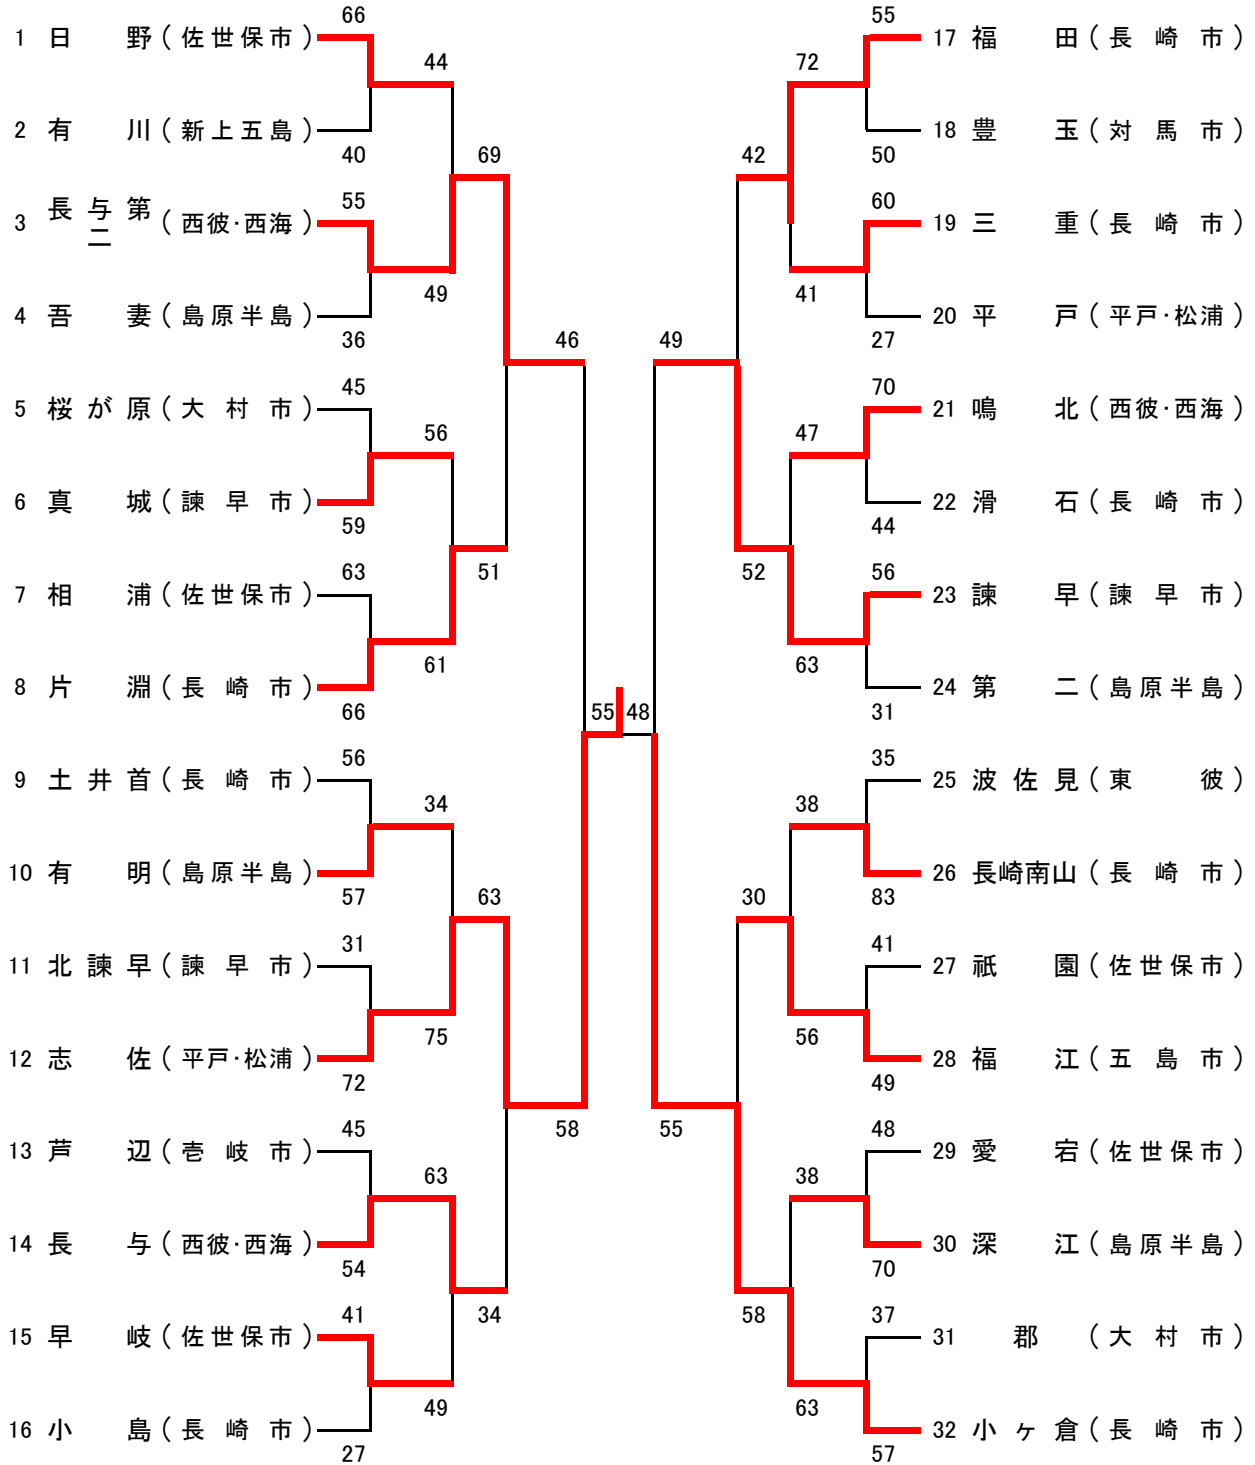 66 55
1 日 野 ( 佐世保市 ) 17 福 田 ( 長 崎 市 )
44 72
2 有 川 ( 新上五島 ) 18 豊 玉 ( 対 馬 市 )
40 69 42 50
55 60
3 長 与 第 二 ( 西彼･西海 ) 19 三 重 ( 長 崎 市 )
49 41
4 吾 妻 ( 島原半島 ) 20 平 戸 ( 平戸･松浦 )
36 46 49 27
45 70
5 桜 が 原 ( 大 村 市 ) 21 鳴 北 ( 西彼･西海 )
56 47
6 真 城 ( 諫 早 市 ) 22 滑 石 ( 長 崎 市 )
59 44
63 51 52 56
7 相 浦 ( 佐世保市 ) 23 諫 早 ( 諫 早 市 )
61 63
8 片 淵 ( 長 崎 市 ) 24 第 二 ( 島原半島 )
66 55 48 31
56 35
9 土 井 首 ( 長 崎 市 ) 25 波 佐 見 ( 東 彼 )
34 38
10 有 明 ( 島原半島 ) 26 長崎南山 ( 長 崎 市 )
57 63 30 83
31 41
11 北 諫 早 ( 諫 早 市 ) 27 祇 園 ( 佐世保市 )
75 56
12 志 佐 ( 平戸･松浦 ) 28 福 江 ( 五 島 市 )
72 49
45 58 55 48
13 芦 辺 ( 壱 岐 市 ) 29 愛 宕 ( 佐世保市 )
63 38
14 長 与 ( 西彼･西海 ) 30 深 江 ( 島原半島 )
54 70
41 34 58 37
15 早 岐 ( 佐世保市 ) 31 郡 ( 大 村 市 )
49 63
16 小 島 ( 長 崎 市 ) 32 小 ヶ 倉 ( 長 崎 市 )
27 57